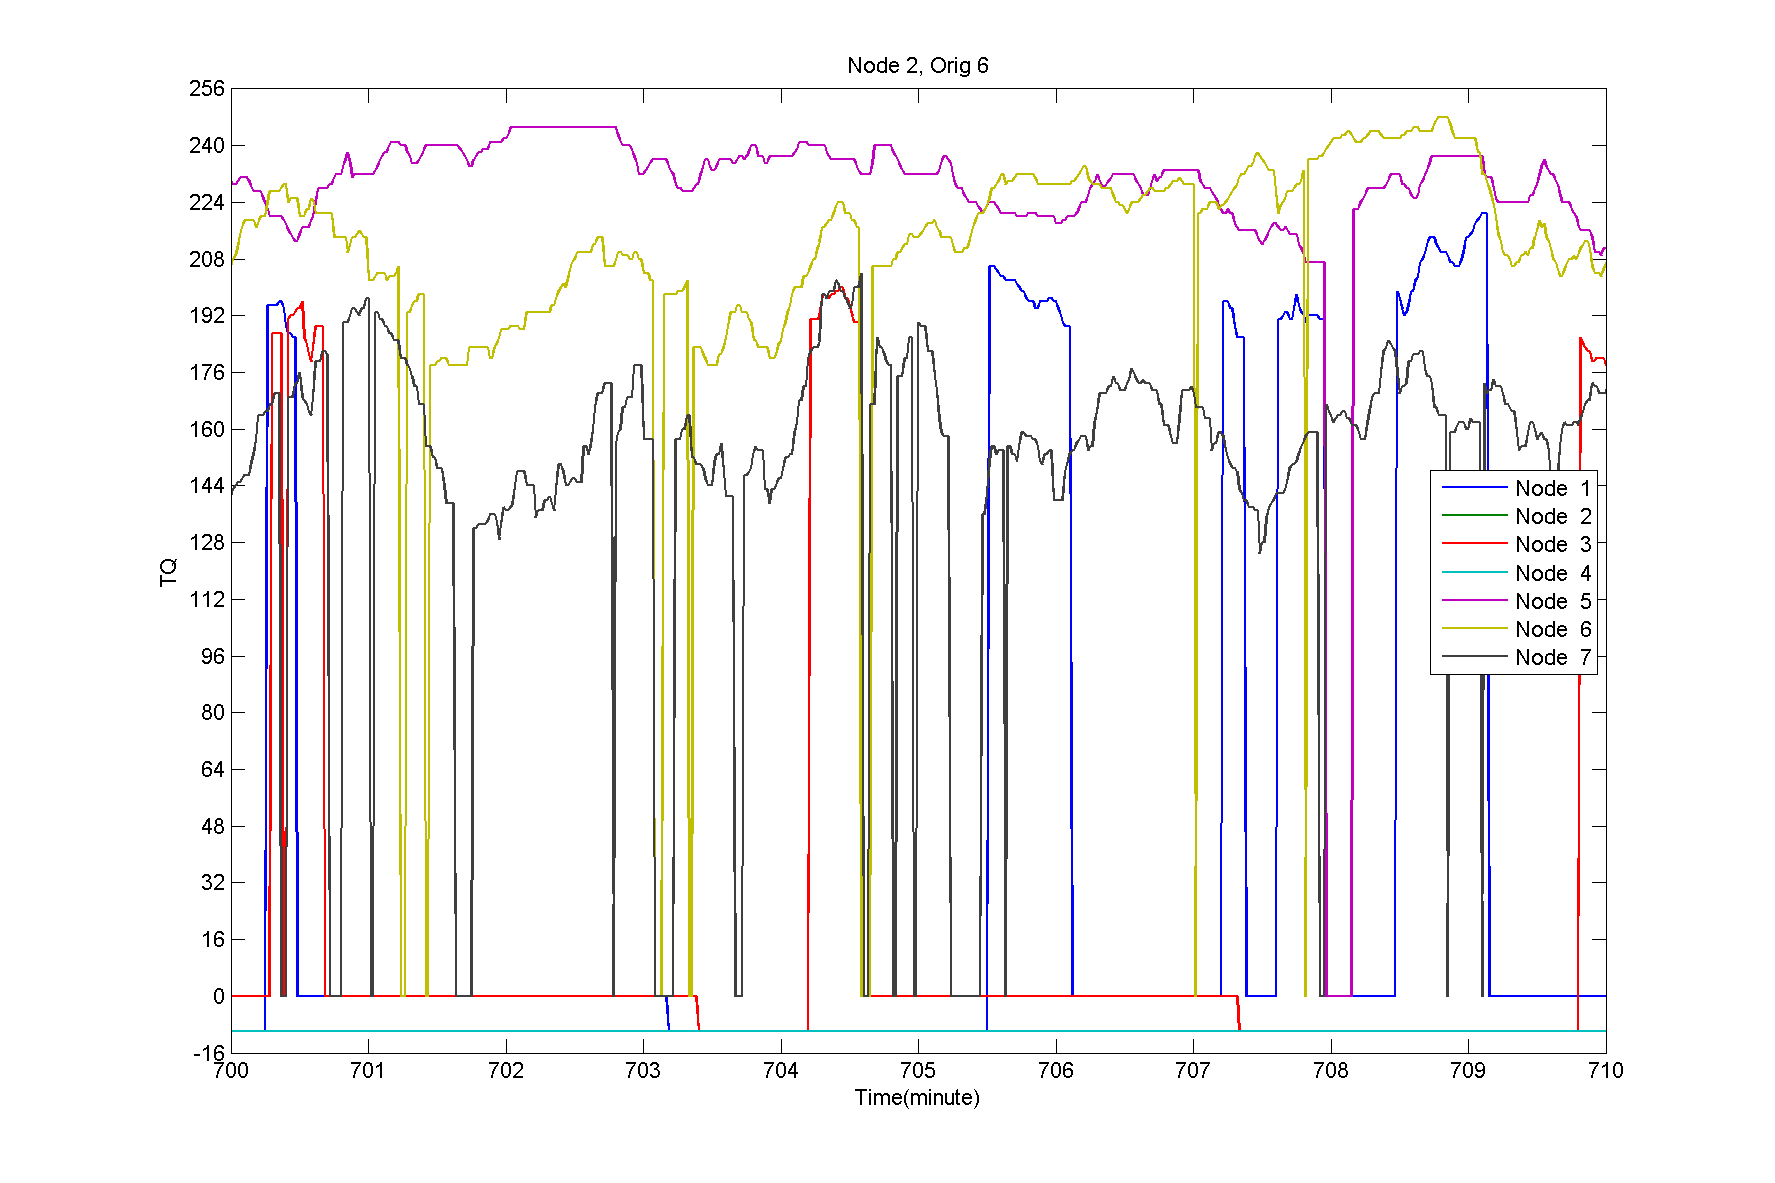 Node 2, Orig 6
256
240
224
208
192
176
160
144
128
112
96
80
64
48
32
16
0
-16
TQ
Node 1
Node 2
Node 3
Node 4
Node 5
Node 6
Node 7
700 701 702 703 704 705 706 707 708 709 710
Time(minute)